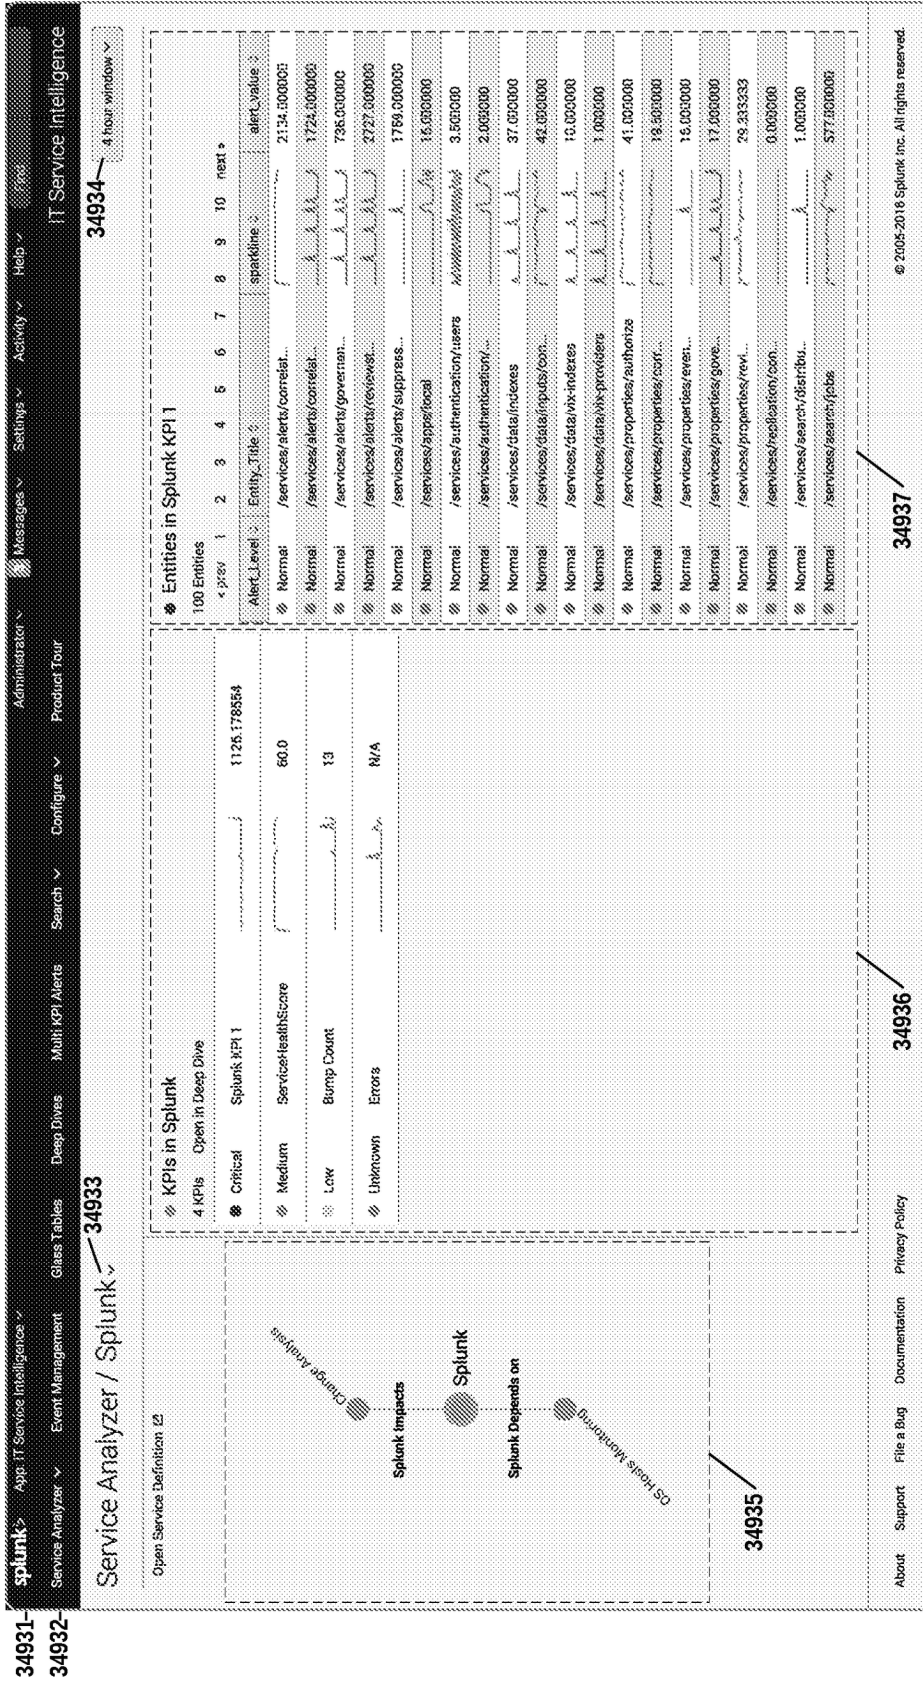 34931
splunk> App: IT Service Intelligence Administrator Messages Settings Activity Help
34932
Service Analyzer Event Management Glass Tables Deep Dives Multi KPI Alerts Search Configure Product Tour IT Service Intelligence
Service Analyzer / Splunk
34933
34934
4 hour window
Open Service Definition
Change Analysis
Splunk Impacts
Splunk
Splunk Depends on
OS Hosts Monitoring
34935
KPIs in Splunk
4 KPIs Open in Deep Dive
Critical Splunk KPI 1 1126.178554
Medium ServiceHealthScore 60.0
Low Bump Count 13
Unknown Errors N/A
34936
Entities in Splunk KPI 1
100 Entities
< prev 1 2 3 4 5 6 7 8 9 10 next »
Alert_Level Entity_Title sparkline alert_value
Normal /services/alerts/correlat... 2134.000000
Normal /services/alerts/correlat... 1724.000000
Normal /services/alerts/governan... 736.000000
Normal /services/alerts/reviewst... 2727.000000
Normal /services/alerts/suppress... 1759.000000
Normal /services/apps/local 16.000000
Normal /services/authentication/users 3.500000
Normal /services/authentication/... 2.000000
Normal /services/data/indexes 37.000000
Normal /services/data/inputs/con... 42.000000
Normal /services/data/vix-indexes 10.000000
Normal /services/data/vix-providers 1.000000
Normal /services/properties/authorize 41.000000
Normal /services/properties/corr...
Normal /services/properties/even... 15.000000
Normal /services/properties/gove... 17.000000
Normal /services/properties/revi... 29.333333
Normal /services/replication/con... 0.000000
Normal /services/search/distribu... 1.000000
Normal /services/search/jobs 577.000000
34937
About Support File a Bug Documentation Privacy Policy © 2005-2016 Splunk Inc. All rights reserved.